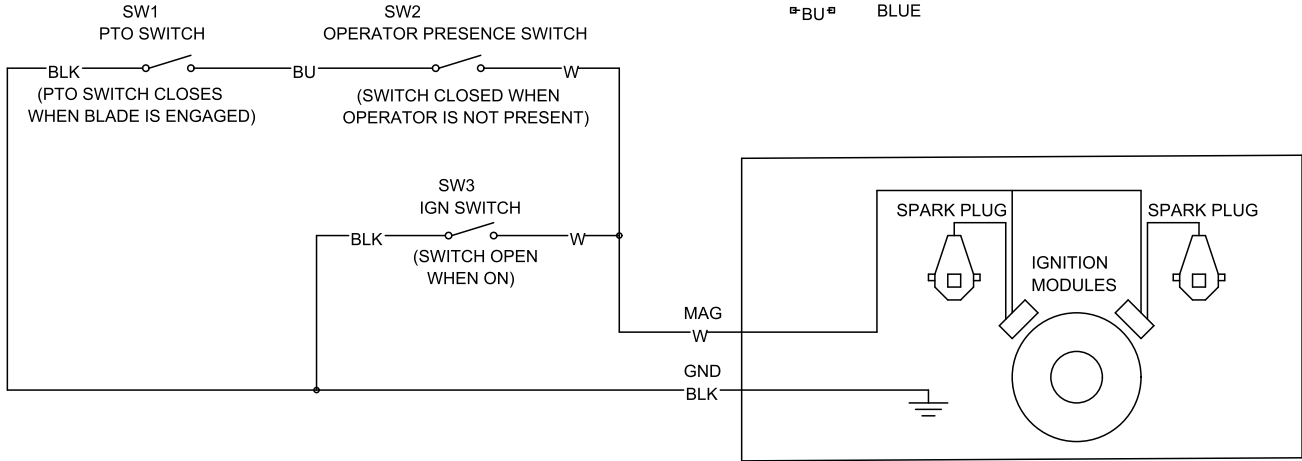 SW1
PTO SWITCH
SW2
OPERATOR PRESENCE SWITCH
BU BLUE
BLK
BU
W
(PTO SWITCH CLOSES
WHEN BLADE IS ENGAGED)
(SWITCH CLOSED WHEN
OPERATOR IS NOT PRESENT)
SW3
IGN SWITCH
BLK
W
(SWITCH OPEN
WHEN ON)
SPARK PLUG
SPARK PLUG
IGNITION
MODULES
MAG
W
GND
BLK